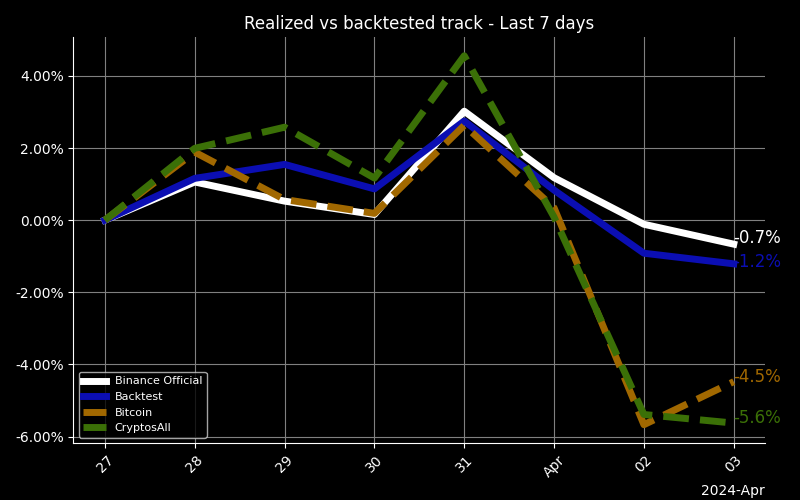 Realized vs backtested track - Last 7 days
4.00%
2.00%
0.00%
-2.00%
-4.00%
-6.00%
-0.7%
-1.2%
-4.5%
-5.6%
Binance Official
Backtest
Bitcoin
CryptosAll
27
28
29
30
31
Apr
02
03
2024-Apr